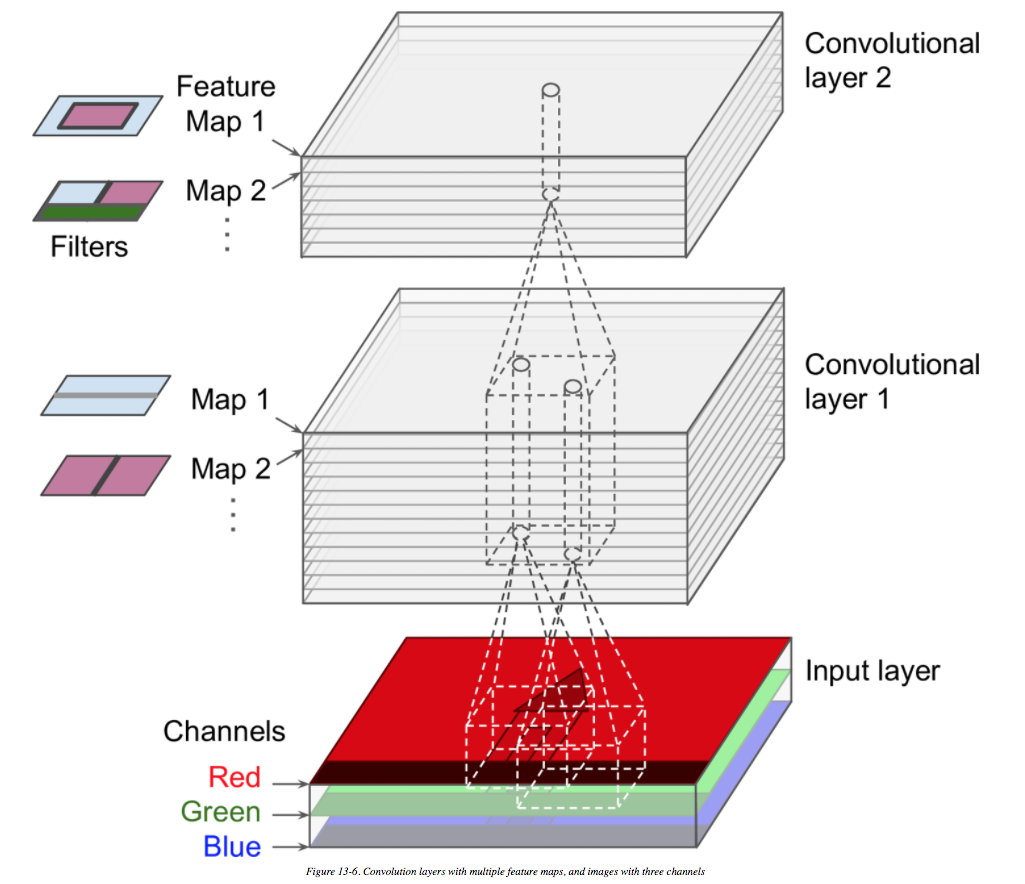 Convolutional
layer 2
Feature
Map 1
Map 2
Filters
Convolutional
layer 1
Map 1
Map 2
Input layer
Channels
Red
Green
Blue
Figure 13-6. Convolution layers with multiple feature maps, and images with three channels